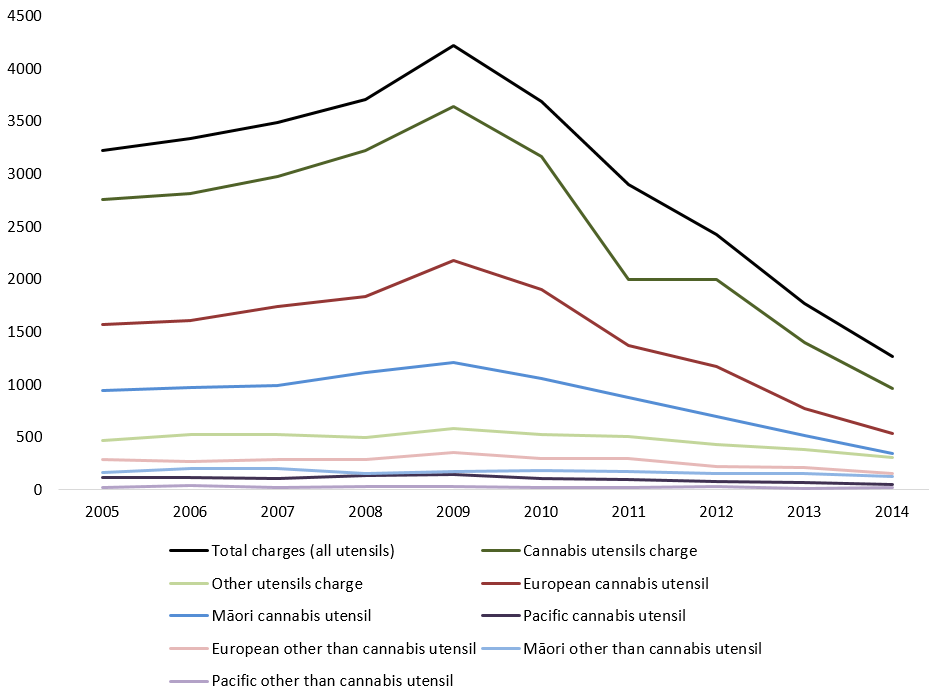 4500
4000
3500
3000
2500
2000
1500
1000
500
0
2005 2006 2007 2008 2009 2010 2011 2012 2013 2014
Total charges (all utensils) Cannabis utensils charge
Other utensils charge European cannabis utensil
Māori cannabis utensil Pacific cannabis utensil
European other than cannabis utensil Māori other than cannabis utensil
Pacific other than cannabis utensil